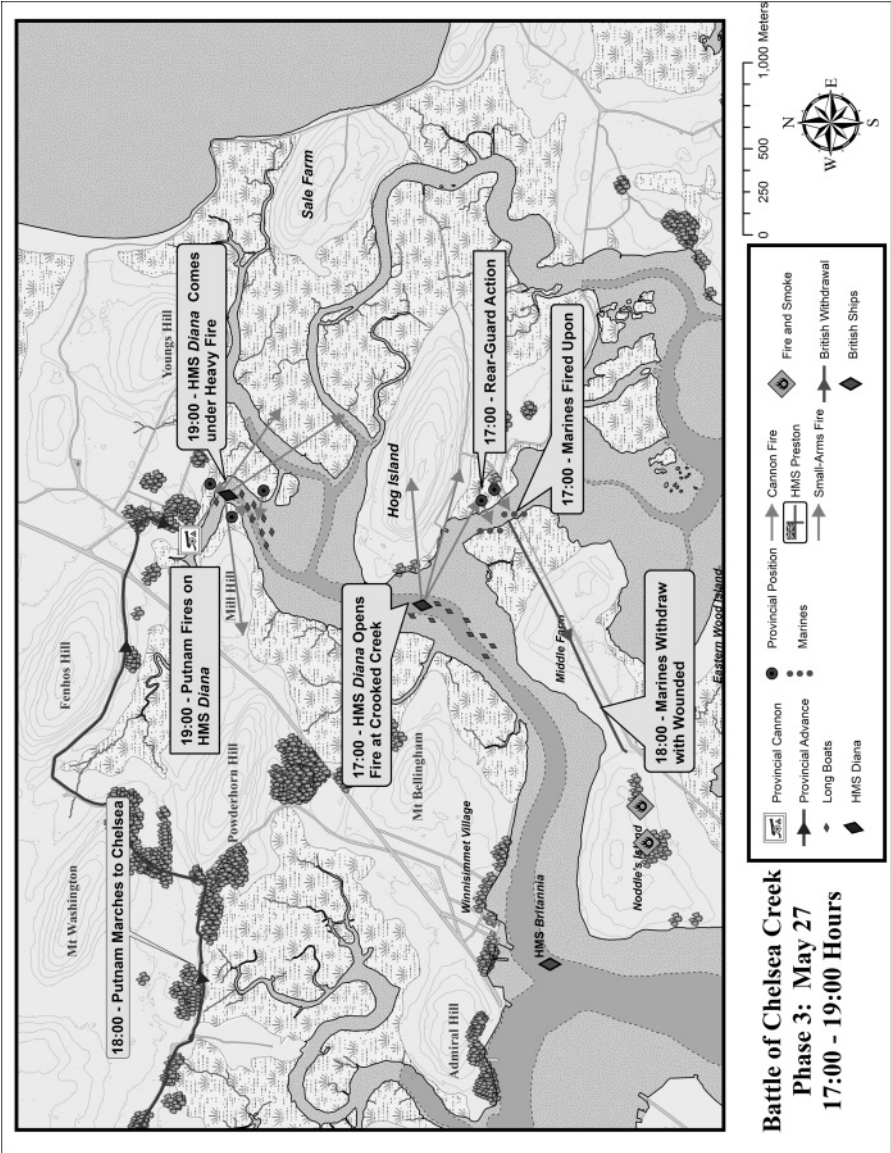 Mt Washington
Fenhos Hill
Youngs Hill
Sale Farm
18:00 - Putnam Marches to Chelsea
Powderhorn Hill
19:00 - Putnam Fires on
HMS Diana
Mill Hill
19:00 - HMS Diana Comes
under Heavy Fire
17:00 - HMS Diana Opens
Fire at Crooked Creek
Hog Island
17:00 - Rear-Guard Action
17:00 - Marines Fired Upon
Mt Bellingham
Winnisimmet Village
Admiral Hill
HMS Britannia
Middle Farm
18:00 - Marines Withdraw
with Wounded
Noddle's Island
Eastern Wood Island
Battle of Chelsea Creek
Phase 3: May 27
17:00 - 19:00 Hours
Provincial Cannon
Provincial Advance
Long Boats
HMS Diana
Provincial Position
Marines
Cannon Fire
HMS Preston
Small-Arms Fire
Fire and Smoke
British Withdrawal
British Ships
0 250 500 1,000 Meters
N
W E
S